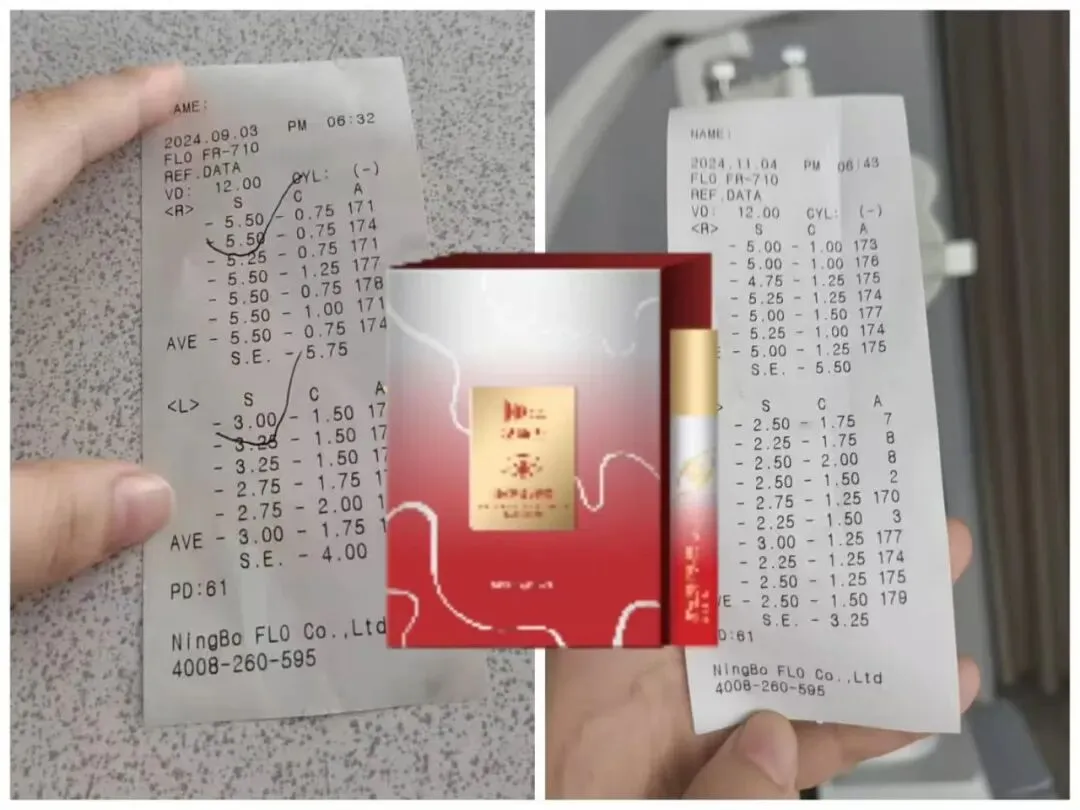 AME:
2024.09.03 PM 06:32
FLO FR-710
REF.DATA
VD: 12.00 CYL: (-)
<R> S C A
- 5.50 - 0.75 171
- 5.50 - 0.75 174
- 5.25 - 0.75 171
- 5.50 - 1.25 177
- 5.50 - 0.75 178
- 5.50 - 1.00 171
AVE - 5.50 - 0.75 174
S.E. - 5.75
<L> S C A
- 3.00 - 1.50 17
- 3.25 - 1.50 17
- 3.25 - 1.50 17
- 2.75 - 1.75 17
- 2.75 - 2.00 1
AVE - 3.00 - 1.75 1
S.E. - 4.00
PD:61
NingBo FLO Co.,Ltd
4008-260-595
NAME:
2024.11.04 PM 06:43
FLO FR-710
REF.DATA
VD: 12.00 CYL: (-)
<R> S C A
- 5.00 - 1.00 173
- 5.00 - 1.00 176
- 4.75 - 1.25 175
- 5.25 - 1.25 174
- 5.00 - 1.50 177
- 5.25 - 1.00 174
E - 5.00 - 1.25 175
S.E. - 5.50
> S C A
- 2.50 - 1.75 7
- 2.25 - 1.75 8
- 2.50 - 2.00 8
- 2.50 - 1.50 2
- 2.75 - 1.25 170
- 2.25 - 1.50 3
- 3.00 - 1.25 177
- 2.25 - 1.25 174
- 2.50 - 1.25 175
VE - 2.50 - 1.50 179
S.E. - 3.25
D:61
NingBo FLO Co.,Ltd
4008-260-595